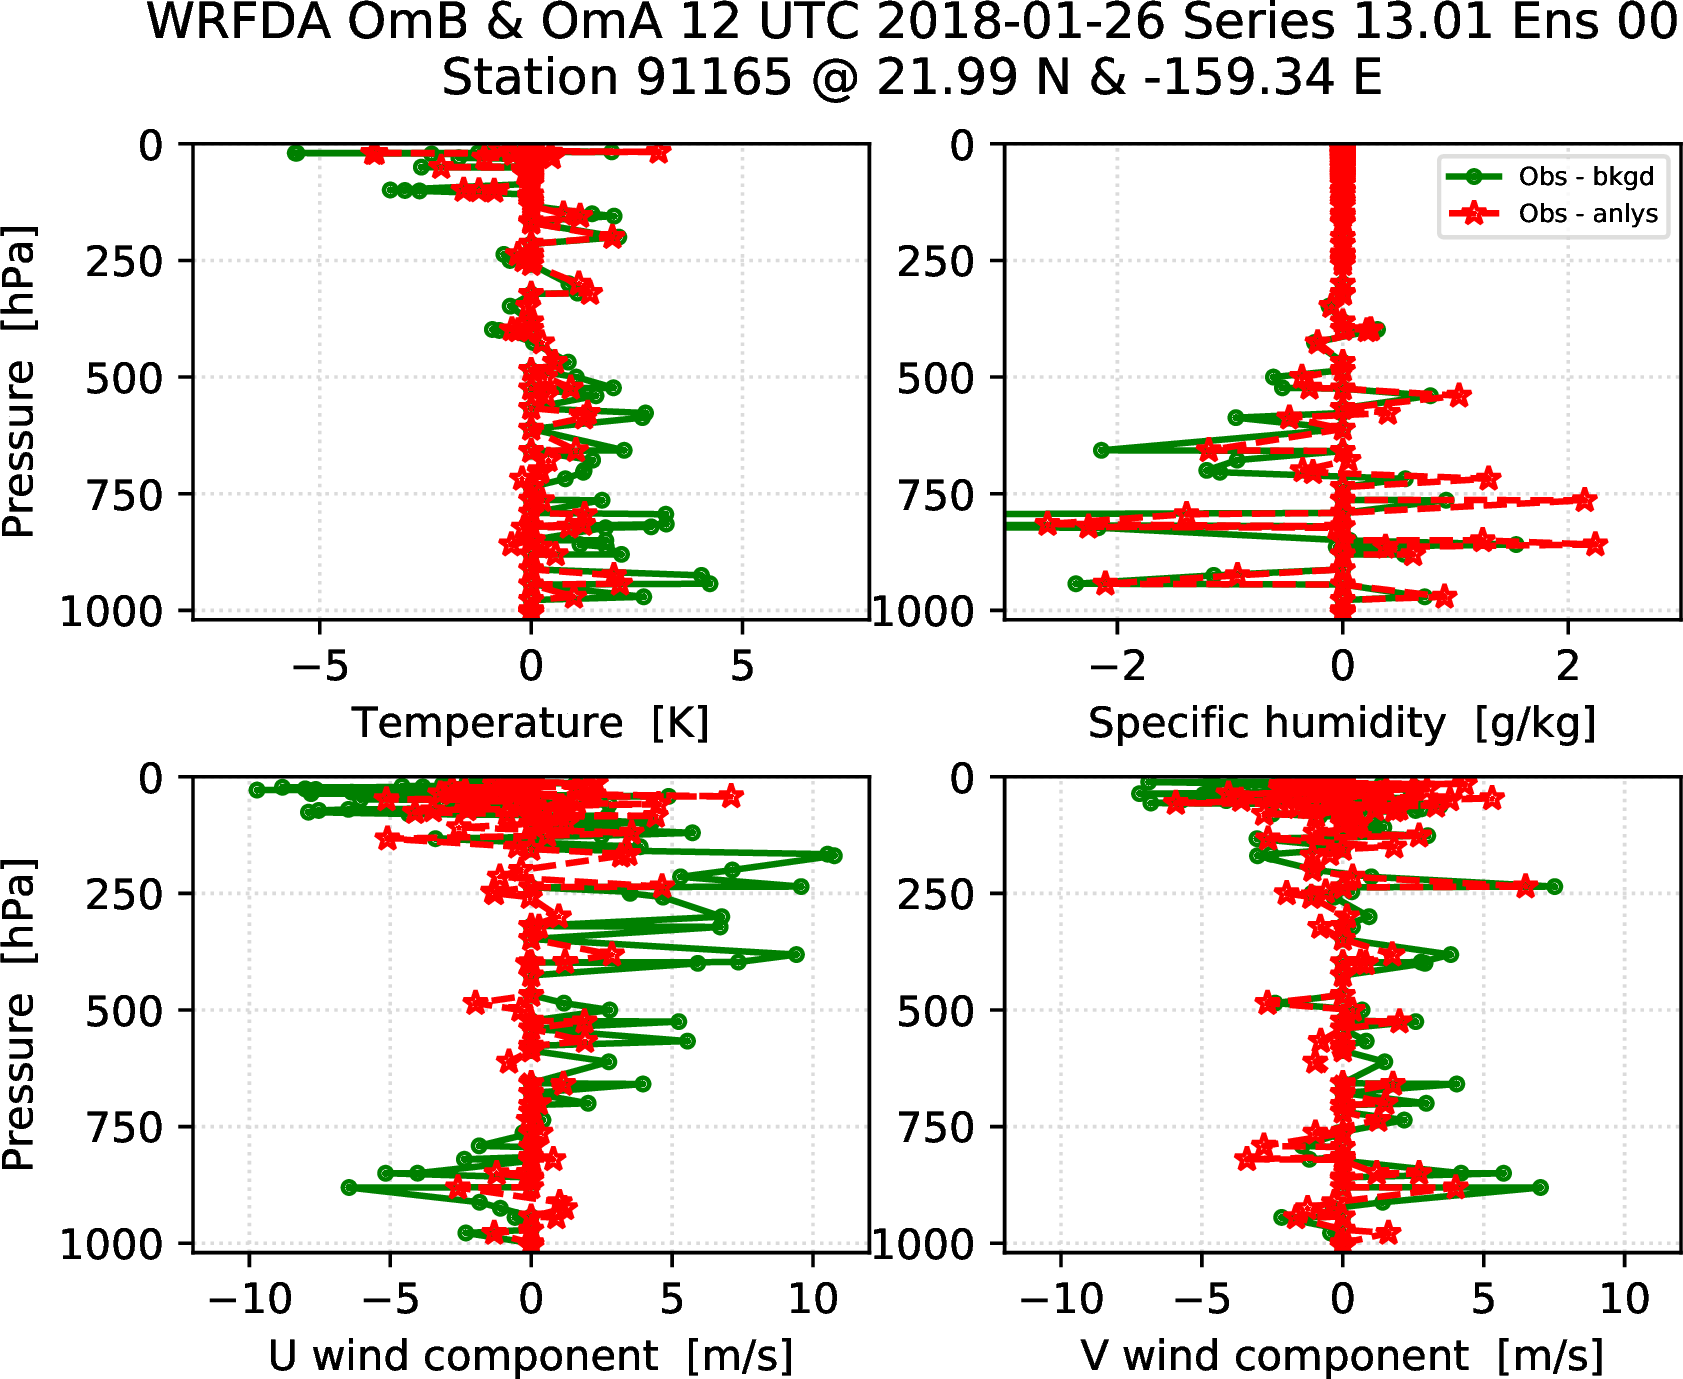 WRFDA OmB & OmA 12 UTC 2018-01-26 Series 13.01 Ens 00
Station 91165 @ 21.99 N & -159.34 E
0
250
500
750
1000
Pressure [hPa]
−5 0 5
Temperature [K]
0
250
500
750
1000
Obs - bkgd
Obs - anlys
−2 0 2
Specific humidity [g/kg]
0
250
500
750
1000
Pressure [hPa]
−10 −5 0 5 10
U wind component [m/s]
0
250
500
750
1000
−10 −5 0 5 10
V wind component [m/s]